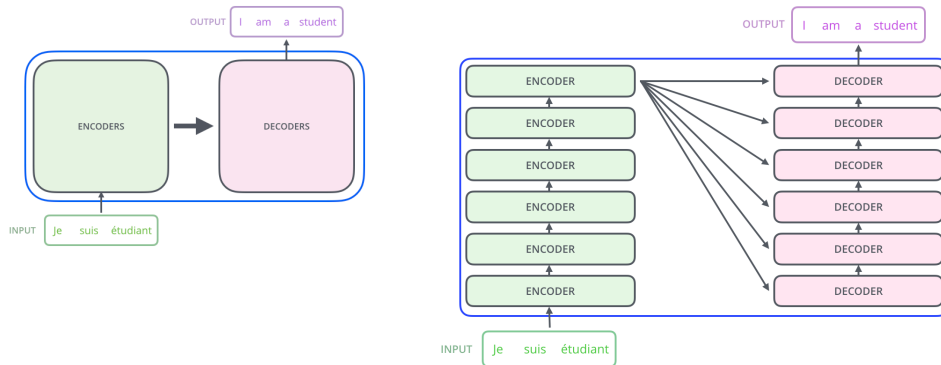 OUTPUT I am a student
ENCODERS DECODERS
INPUT Je suis étudiant
OUTPUT I am a student
ENCODER DECODER
ENCODER DECODER
ENCODER DECODER
ENCODER DECODER
ENCODER DECODER
ENCODER DECODER
INPUT Je suis étudiant